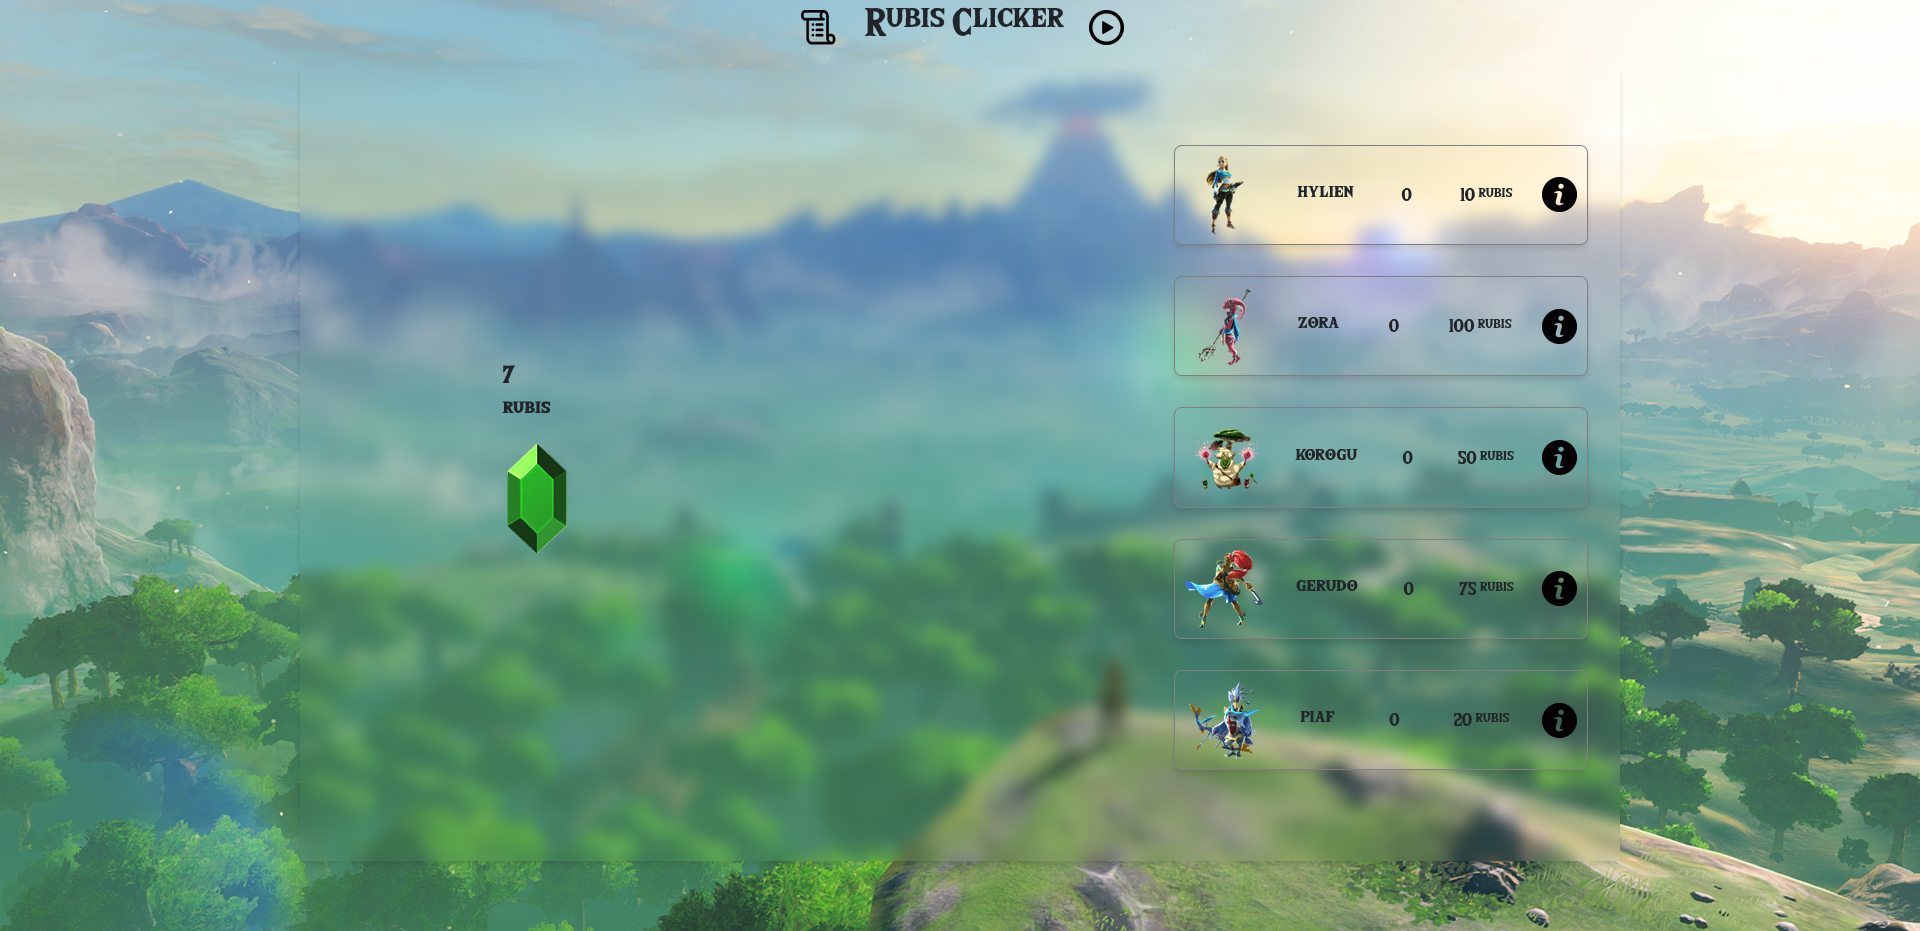 Rubis Clicker
7
RUBIS
HYLIEN 0 10 RUBIS
ZORA 0 100 RUBIS
KOROGU 0 50 RUBIS
GERUDO 0 75 RUBIS
PIAF 0 20 RUBIS